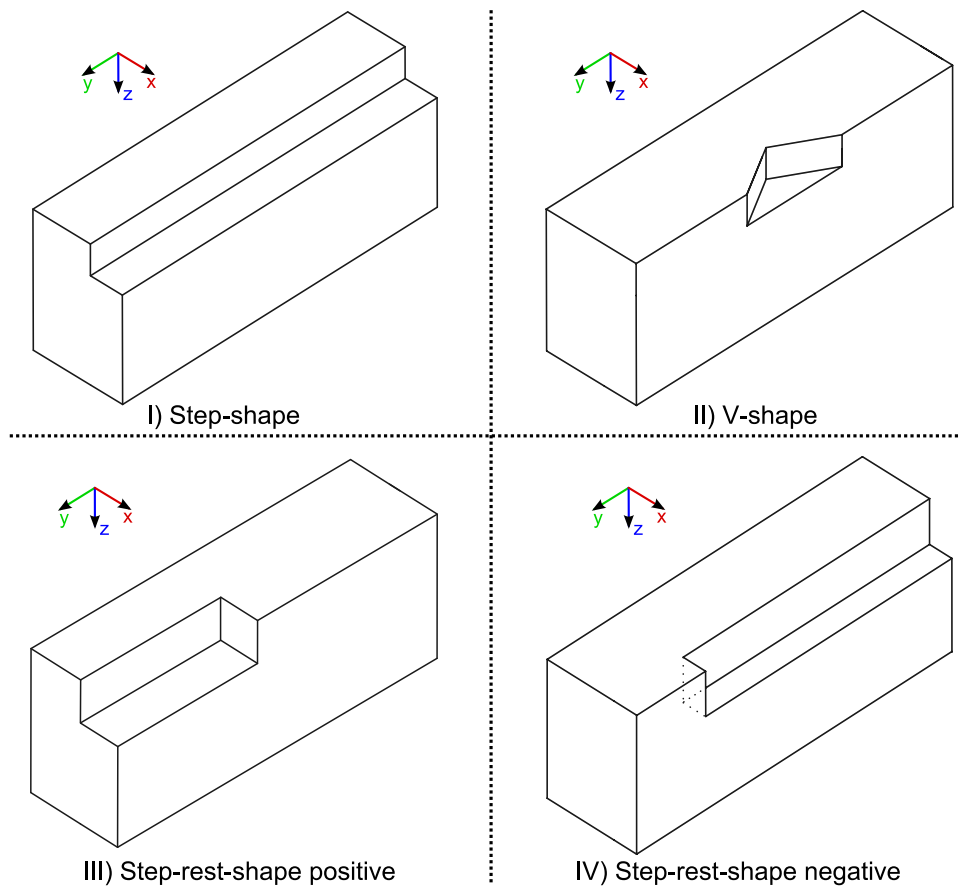 y
z
x
I) Step-shape
y
z
x
II) V-shape
y
z
x
III) Step-rest-shape positive
y
z
x
IV) Step-rest-shape negative